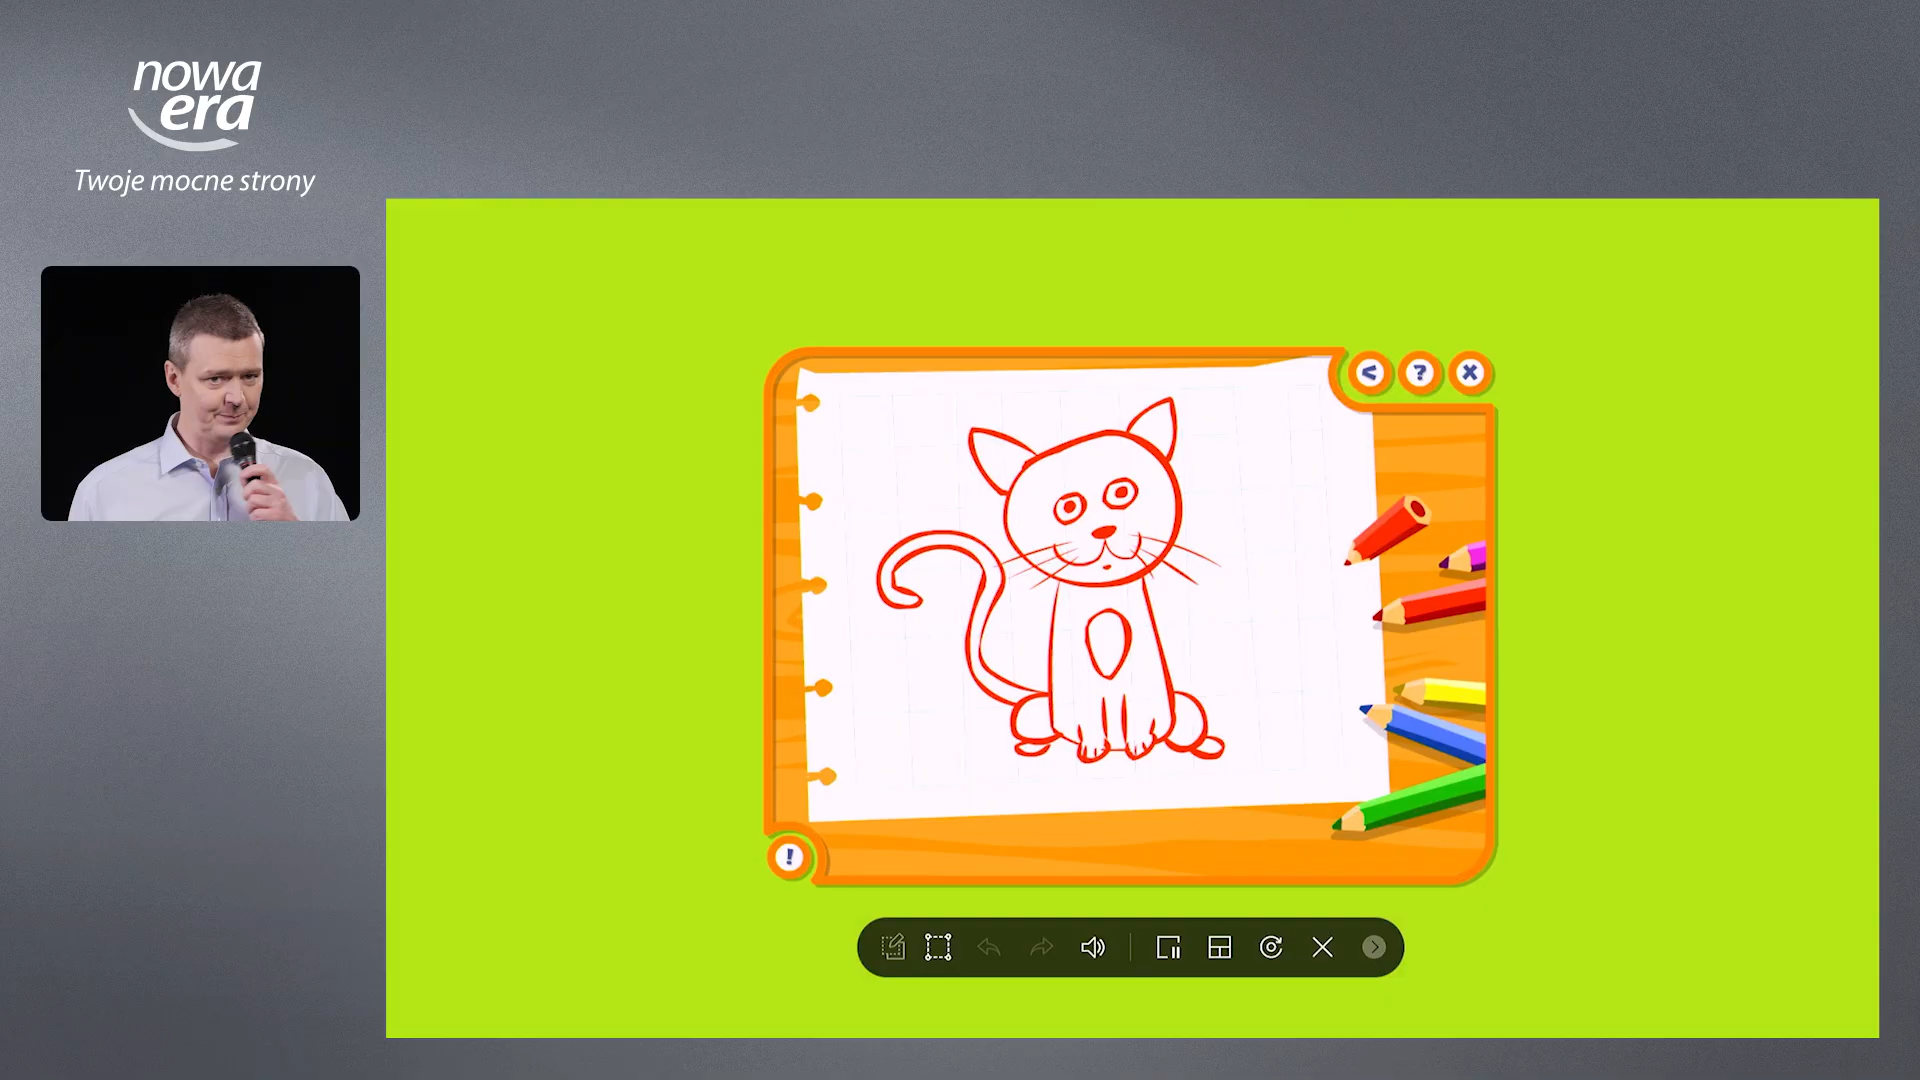 nowa
era
Twoje mocne strony
< ? ×
!